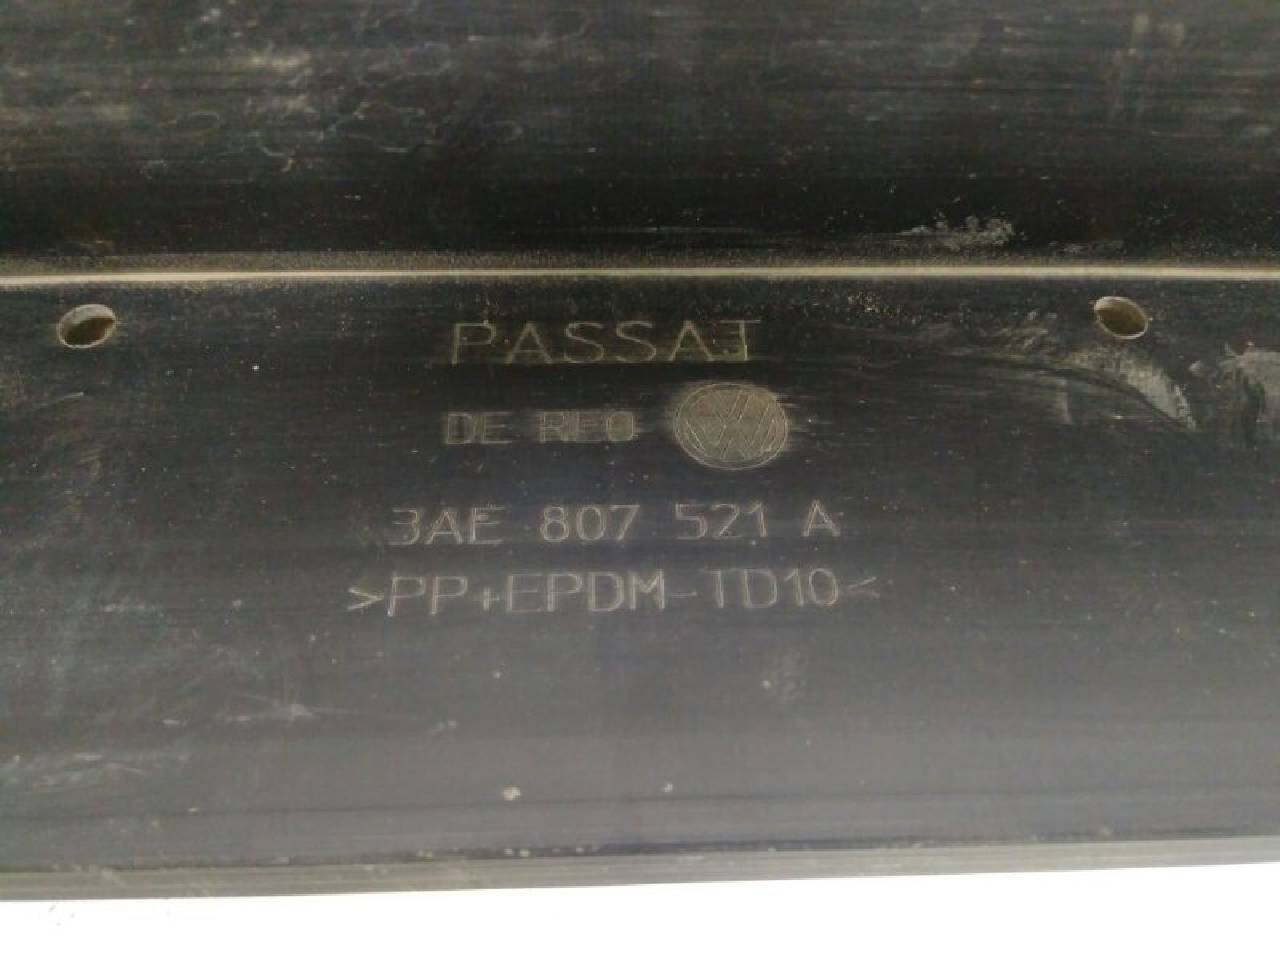 PASSAT
DE REO
3AE 807 521 A
>PP+EPDM-TD10<